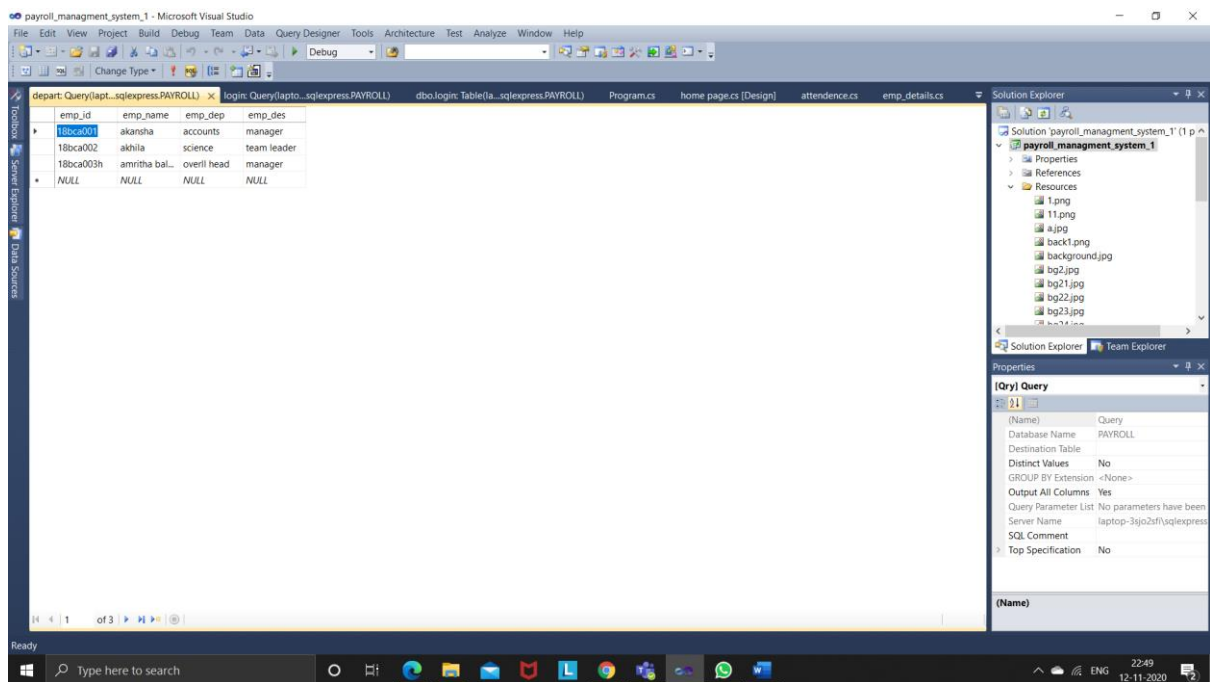 payroll_managment_system_1 - Microsoft Visual Studio
File Edit View Project Build Debug Team Data Query Designer Tools Architecture Test Analyze Window Help
Debug
Change Type
depart: Query(lapt...sqlexpress.PAYROLL) login: Query(lapto...sqlexpress.PAYROLL) dbo.login: Table(la...sqlexpress.PAYROLL) Program.cs home page.cs [Design] attendence.cs emp_details.cs
Toolbox
Server Explorer
Data Sources
emp_id emp_name emp_dep emp_des
18bca001 akansha accounts manager
18bca002 akhila science team leader
18bca003h amritha bal... overll head manager
NULL NULL NULL NULL
1 of 3
Solution Explorer
Solution 'payroll_managment_system_1' (1 p
payroll_managment_system_1
Properties
References
Resources
1.png
11.png
a.jpg
back1.png
background.jpg
bg2.jpg
bg21.jpg
bg22.jpg
bg23.jpg
Solution Explorer Team Explorer
Properties
[Qry] Query
(Name) Query
Database Name PAYROLL
Destination Table
Distinct Values No
GROUP BY Extension <None>
Output All Columns Yes
Query Parameter List No parameters have been
Server Name laptop-3sjo2sfi\sqlexpress
SQL Comment
Top Specification No
(Name)
Ready
Type here to search
ENG
22:49
12-11-2020